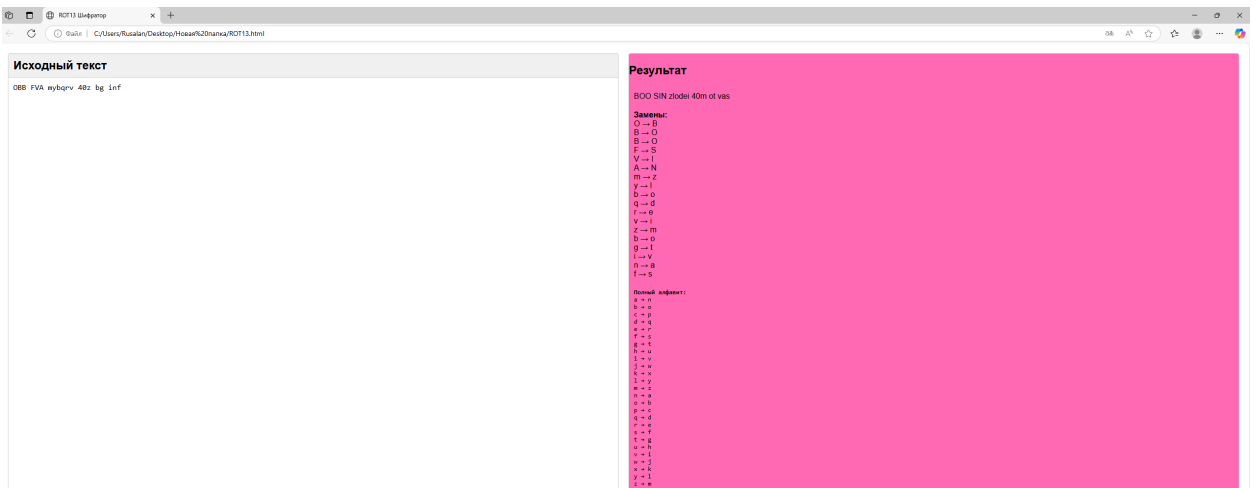 ROT13 Шифратор
Файл
C:/Users/Rusalan/Desktop/Новая%20папка/ROT13.html
Исходный текст
OBB FVA mybqrv 40z bg inf
Результат
BOO SIN zlodei 40m ot vas
Замены:
O → B
B → O
B → O
F → S
V → I
A → N
m → z
y → l
b → o
q → d
r → e
v → i
z → m
b → o
g → t
i → v
n → a
f → s
Полный алфавит:
a → n
b → o
c → p
d → q
e → r
f → s
g → t
h → u
i → v
j → w
k → x
l → y
m → z
n → a
o → b
p → c
q → d
r → e
s → f
t → g
u → h
v → i
w → j
x → k
y → l
z → m